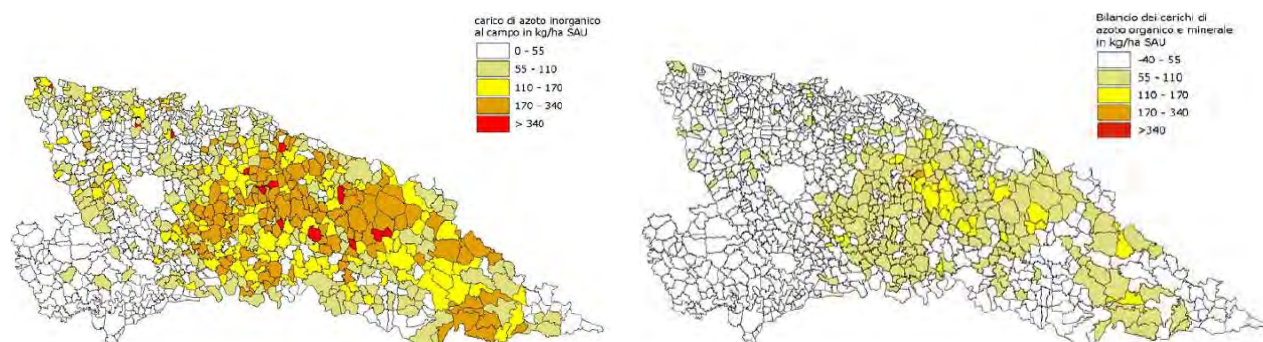 carico di azoto inorganico
al campo in kg/ha SAU
0 - 55
55 - 110
110 - 170
170 - 340
> 340
Bilancio dei carichi di
azoto organico e minerale
in kg/ha SAU
-40 - 55
55 - 110
110 - 170
170 - 340
>340